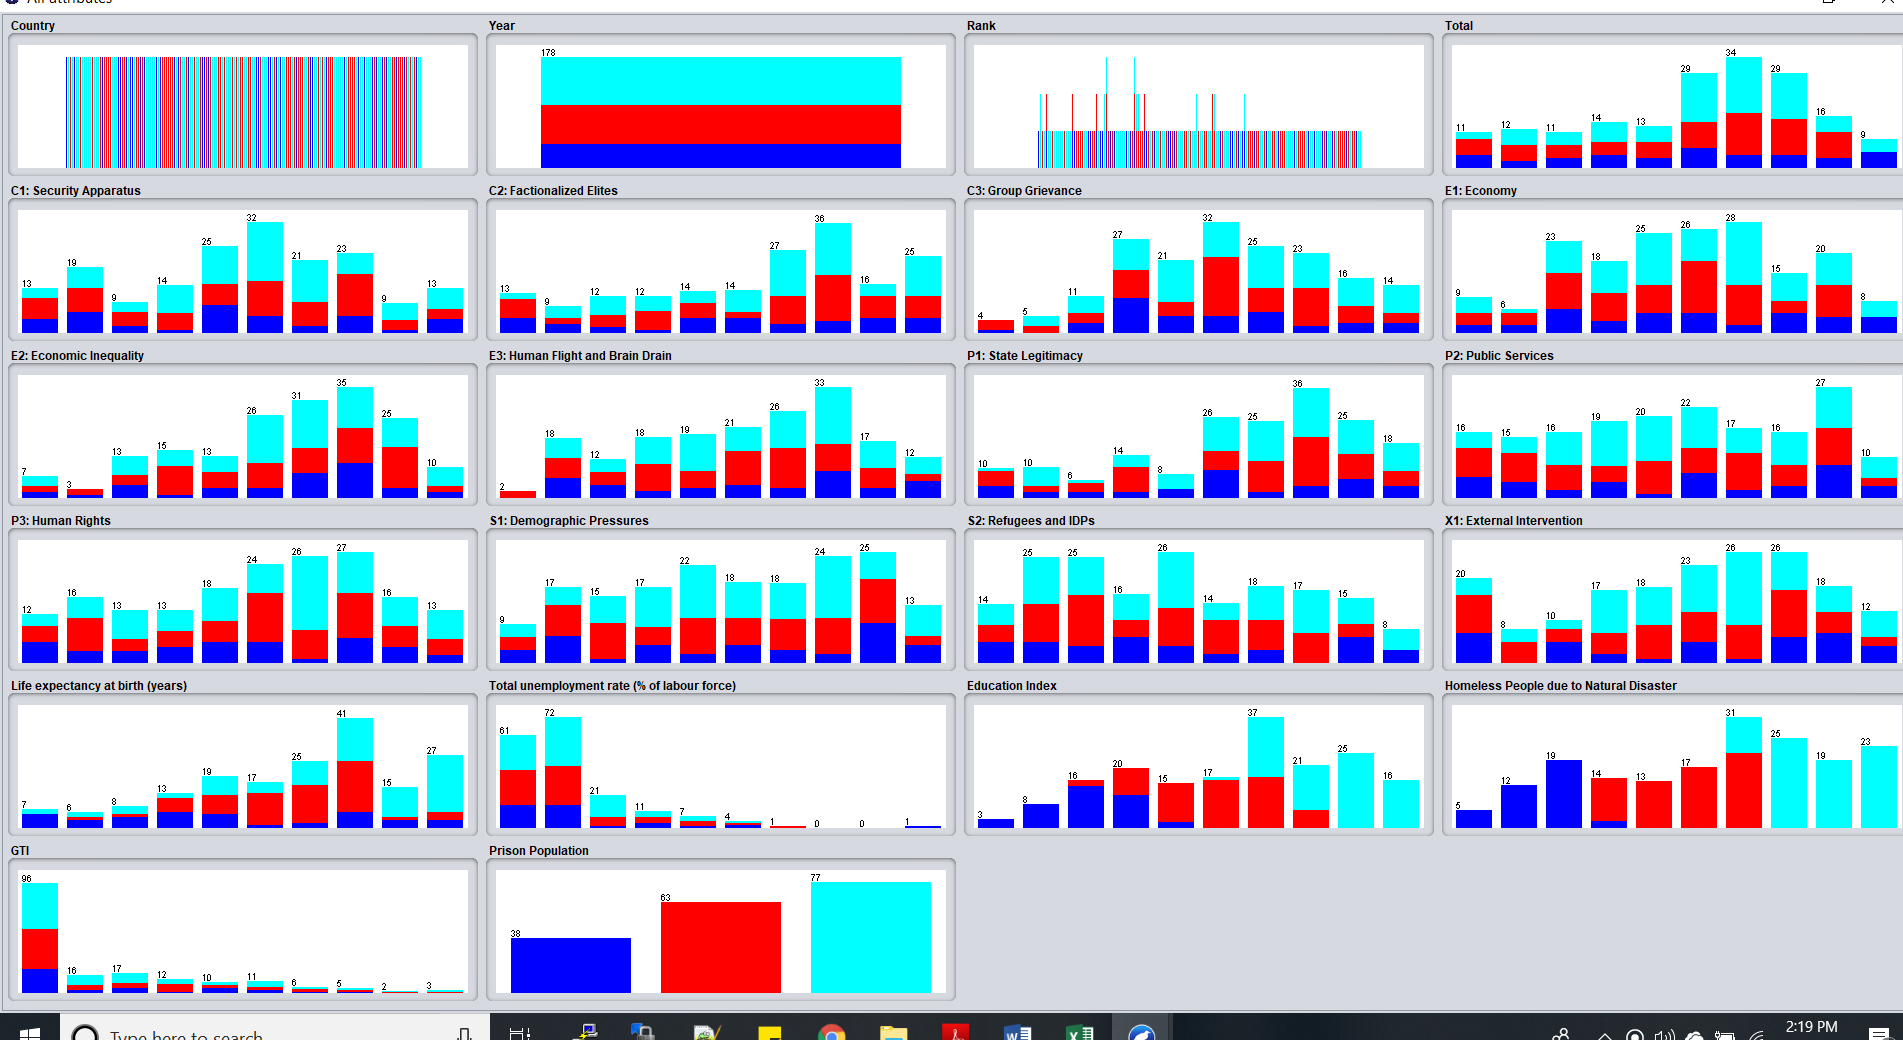 All attributes
Country
Year
178
Rank
Total
11 12 11 14 13 29 34 29 16 9
C1: Security Apparatus
13 19 9 14 25 32 21 23 9 13
C2: Factionalized Elites
13 9 12 12 14 14 27 36 16 25
C3: Group Grievance
4 5 11 27 21 32 25 23 16 14
E1: Economy
9 6 23 18 25 26 28 15 20 8
E2: Economic Inequality
7 3 13 15 13 26 31 35 25 10
E3: Human Flight and Brain Drain
2 18 12 18 19 21 26 33 17 12
P1: State Legitimacy
10 10 6 14 8 26 25 36 25 18
P2: Public Services
16 15 16 19 20 22 17 16 27 10
P3: Human Rights
12 16 13 13 18 24 26 27 16 13
S1: Demographic Pressures
9 17 15 17 22 18 18 24 25 13
S2: Refugees and IDPs
14 25 25 16 26 14 18 17 15 8
X1: External Intervention
20 8 10 17 18 23 26 26 18 12
Life expectancy at birth (years)
7 6 8 13 19 17 25 41 15 27
Total unemployment rate (% of labour force)
61 72 21 11 7 4 1 0 0 1
Education Index
3 8 16 20 15 17 37 21 25 16
Homeless People due to Natural Disaster
5 12 19 14 13 17 31 25 19 23
GTI
96 16 17 12 10 11 6 5 2 3
Prison Population
38 63 77
Type here to search
2:19 PM